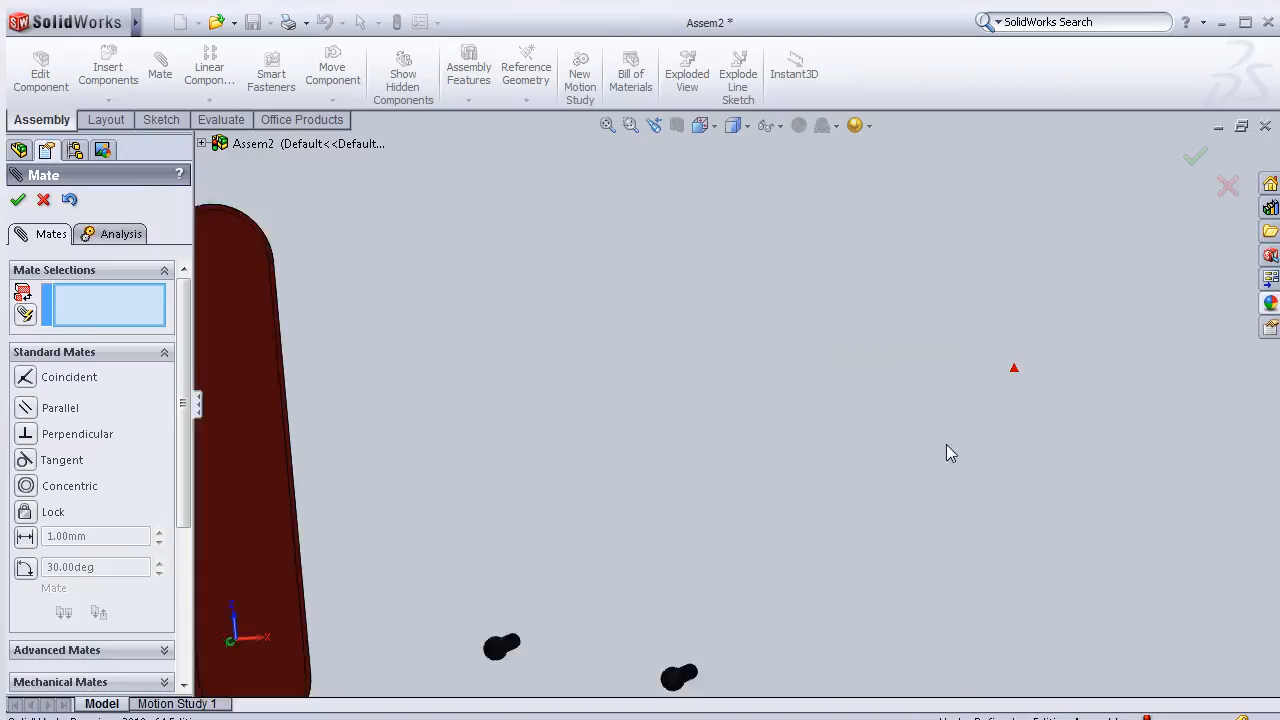 SolidWorks
Assem2 *
SolidWorks Search
Edit Component
Insert Components
Mate
Linear Compon...
Smart Fasteners
Move Component
Show Hidden Components
Assembly Features
Reference Geometry
New Motion Study
Bill of Materials
Exploded View
Explode Line Sketch
Instant3D
Assembly
Layout
Sketch
Evaluate
Office Products
Assem2 (Default<<Default...
Mate
?
Mates
Analysis
Mate Selections
Standard Mates
Coincident
Parallel
Perpendicular
Tangent
Concentric
Lock
1.00mm
30.00deg
Mate
Z
X
Advanced Mates
Mechanical Mates
Model
Motion Study 1